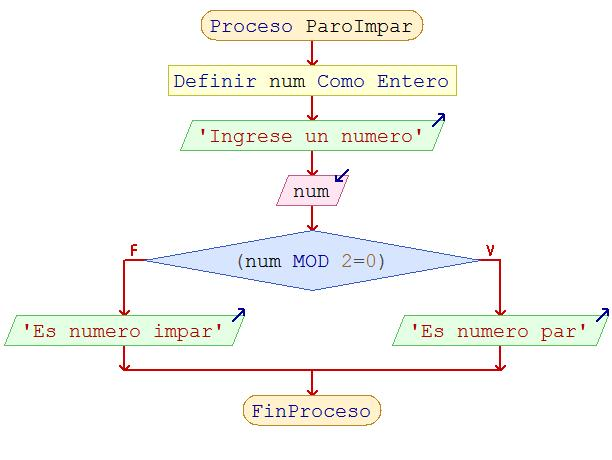 Proceso ParoImpar
Definir num Como Entero
'Ingrese un numero'
num
F
V
(num MOD 2=0)
'Es numero impar'
'Es numero par'
FinProceso